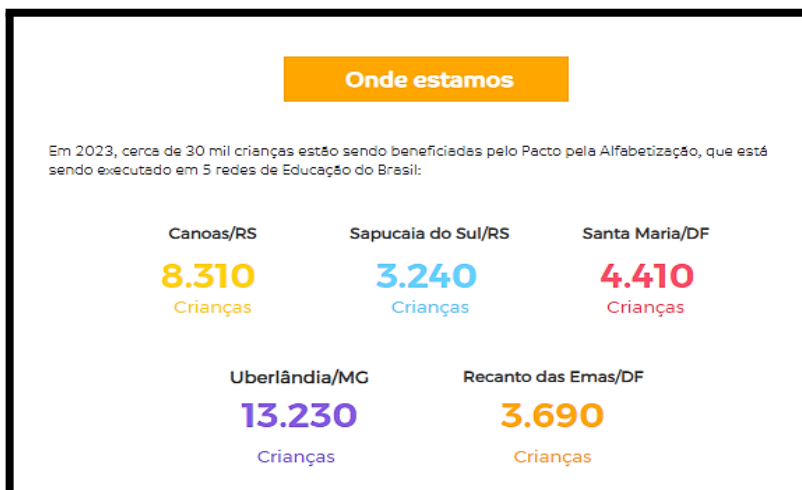 Onde estamos
Em 2023, cerca de 30 mil crianças estão sendo beneficiadas pelo Pacto pela Alfabetização, que está
sendo executado em 5 redes de Educação do Brasil:
Canoas/RS Sapucaia do Sul/RS Santa Maria/DF
8.310 3.240 4.410
Crianças Crianças Crianças
Uberlândia/MG Recanto das Emas/DF
13.230 3.690
Crianças Crianças